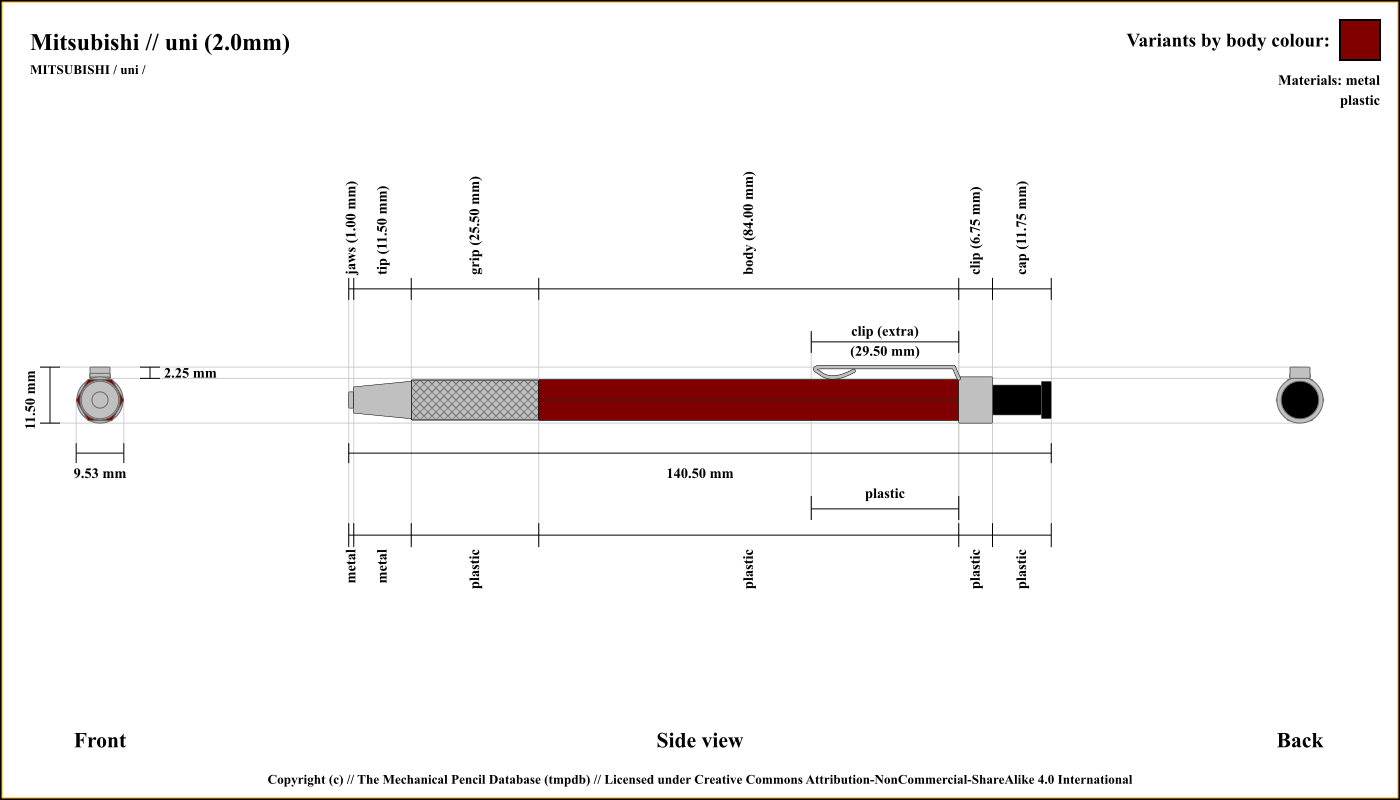 Mitsubishi // uni (2.0mm)
MITSUBISHI / uni /
Variants by body colour:
Materials: metal
plastic
jaws (1.00 mm)
tip (11.50 mm)
grip (25.50 mm)
body (84.00 mm)
clip (6.75 mm)
cap (11.75 mm)
clip (extra)
(29.50 mm)
2.25 mm
11.50 mm
9.53 mm
140.50 mm
plastic
metal
metal
plastic
plastic
plastic
plastic
Front
Side view
Back
Copyright (c) // The Mechanical Pencil Database (tmpdb) // Licensed under Creative Commons Attribution-NonCommercial-ShareAlike 4.0 International